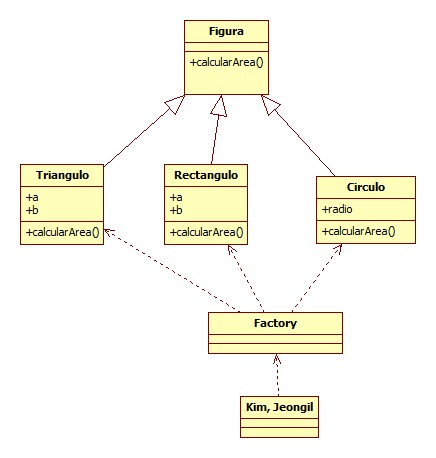 Figura
+calcularArea()
Triangulo
+a
+b
+calcularArea()
Rectangulo
+a
+b
+calcularArea()
Circulo
+radio
+calcularArea()
Factory
Kim, Jeongil